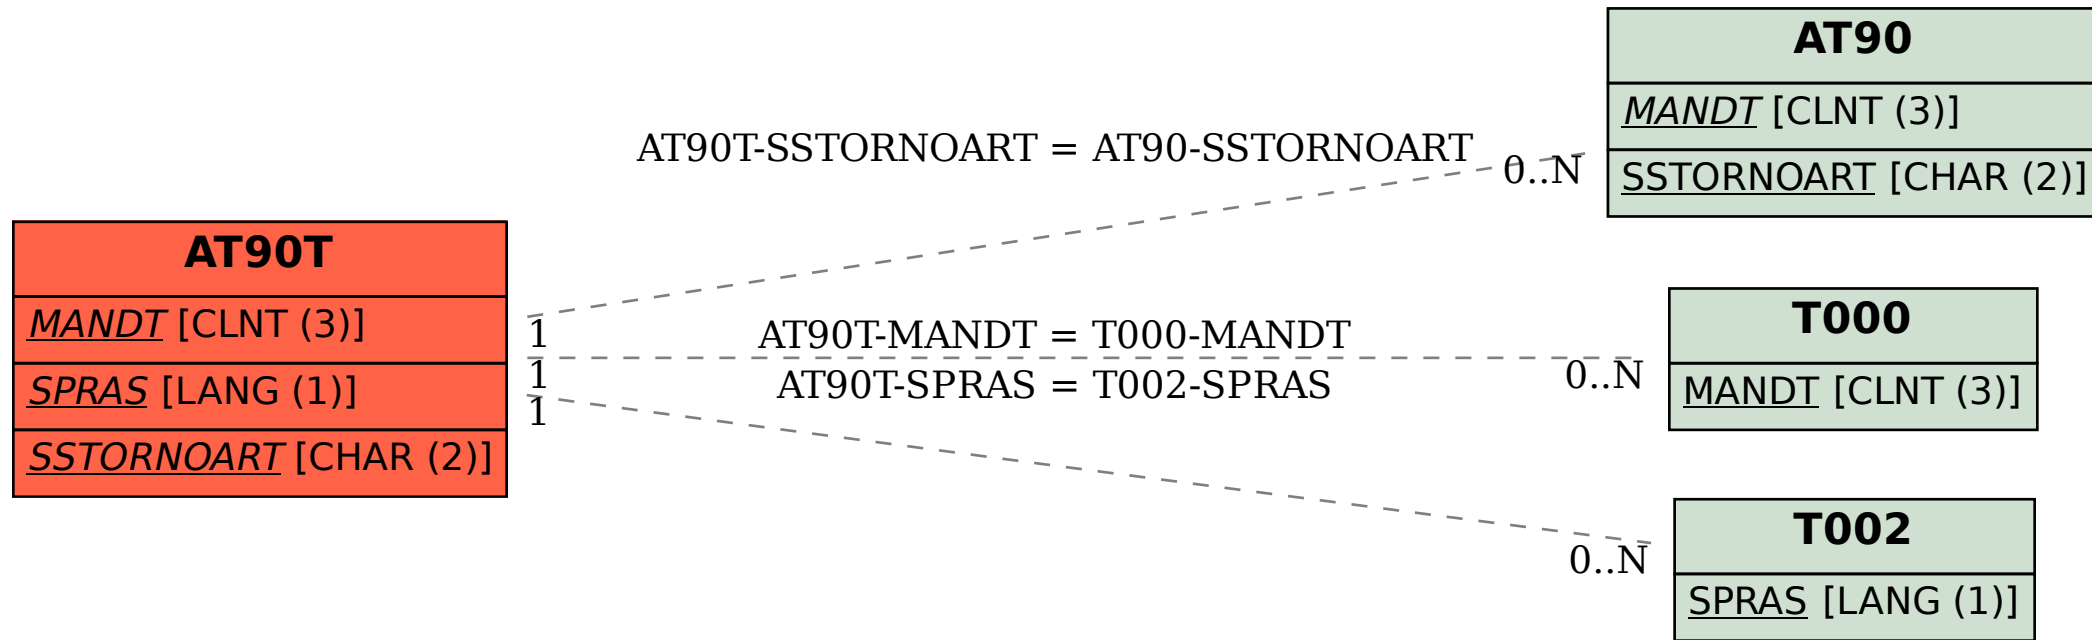 AT90T
MANDT [CLNT (3)]
SPRAS [LANG (1)]
SSTORNOART [CHAR (2)]
AT90T-SSTORNOART = AT90-SSTORNOART
0..N
1
AT90T-MANDT = T000-MANDT
1
0..N
AT90T-SPRAS = T002-SPRAS
1
0..N
AT90
MANDT [CLNT (3)]
SSTORNOART [CHAR (2)]
T000
MANDT [CLNT (3)]
T002
SPRAS [LANG (1)]